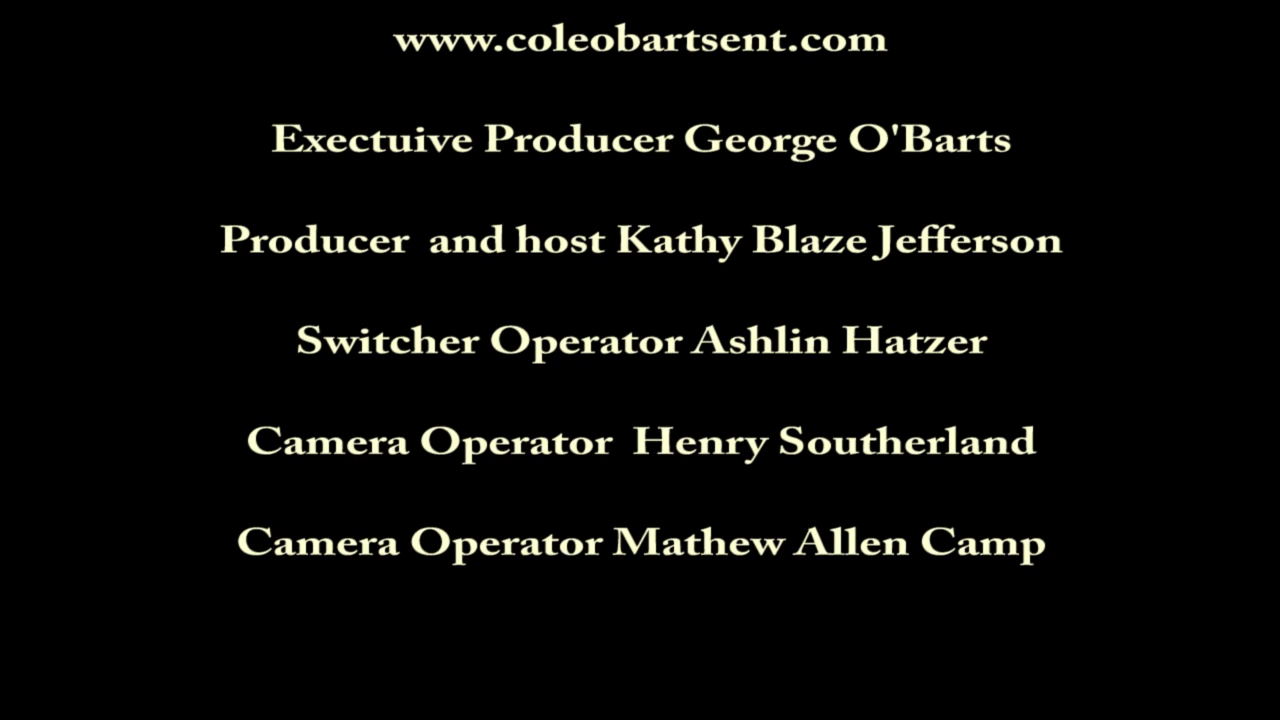 www.coleobartsent.com
Exectuive Producer George O'Barts
Producer  and host Kathy Blaze Jefferson
Switcher Operator Ashlin Hatzer
Camera Operator  Henry Southerland
Camera Operator Mathew Allen Camp